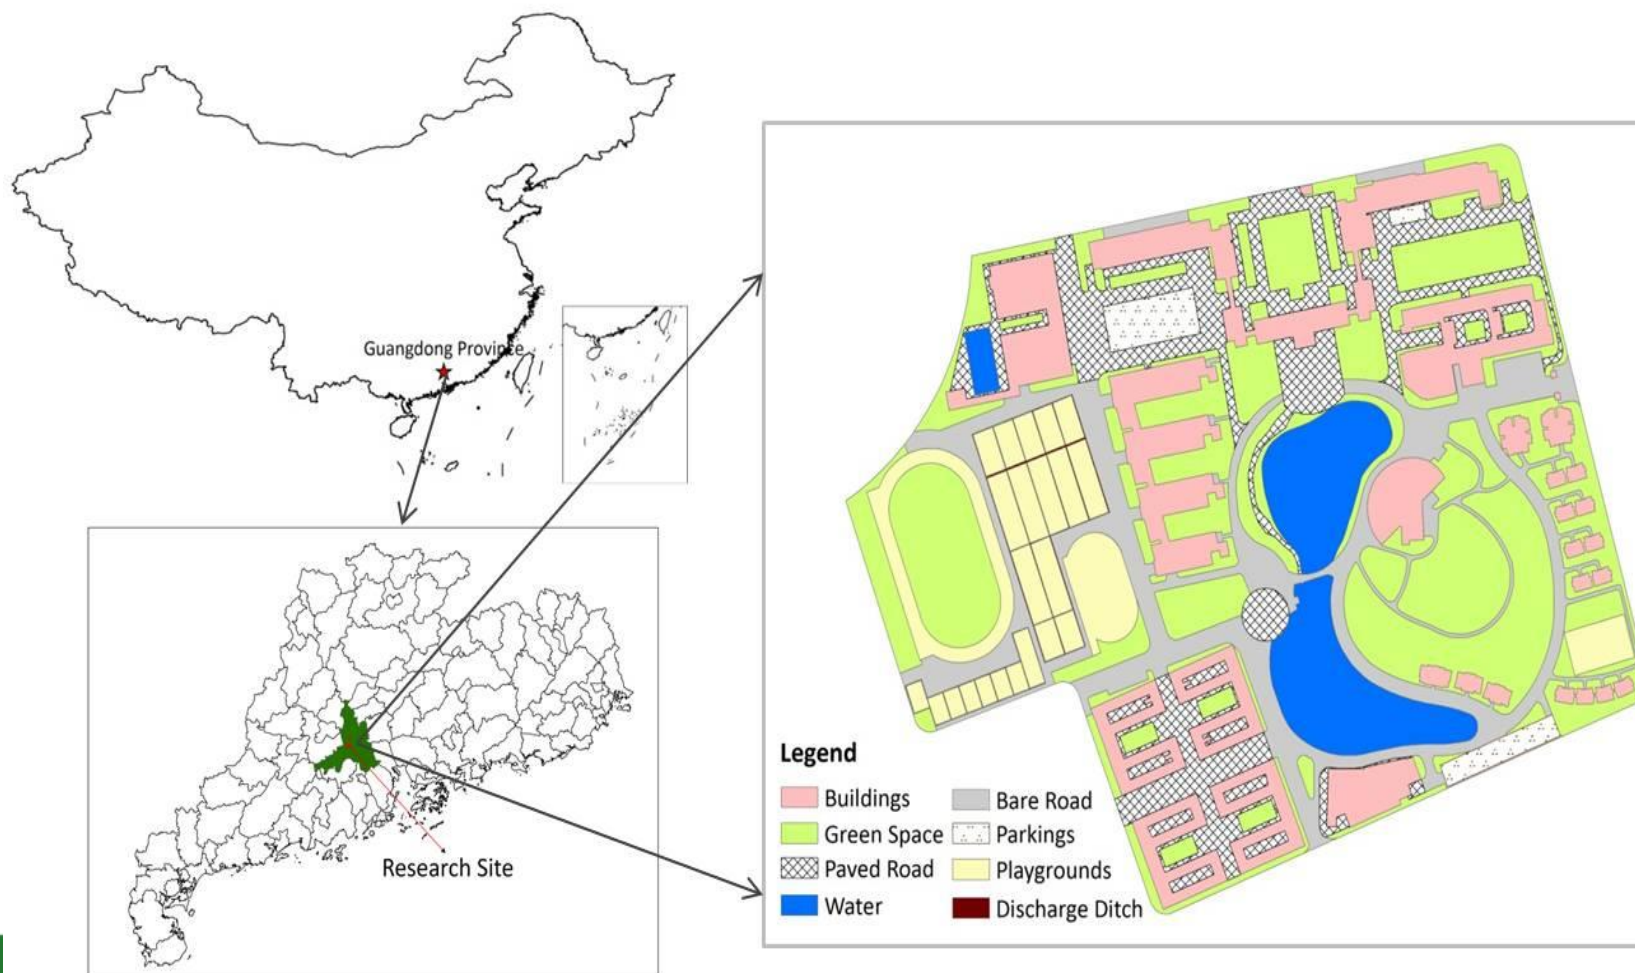 Guangdong Province
Research Site
Legend
Buildings
Green Space
Paved Road
Water
Bare Road
Parkings
Playgrounds
Discharge Ditch